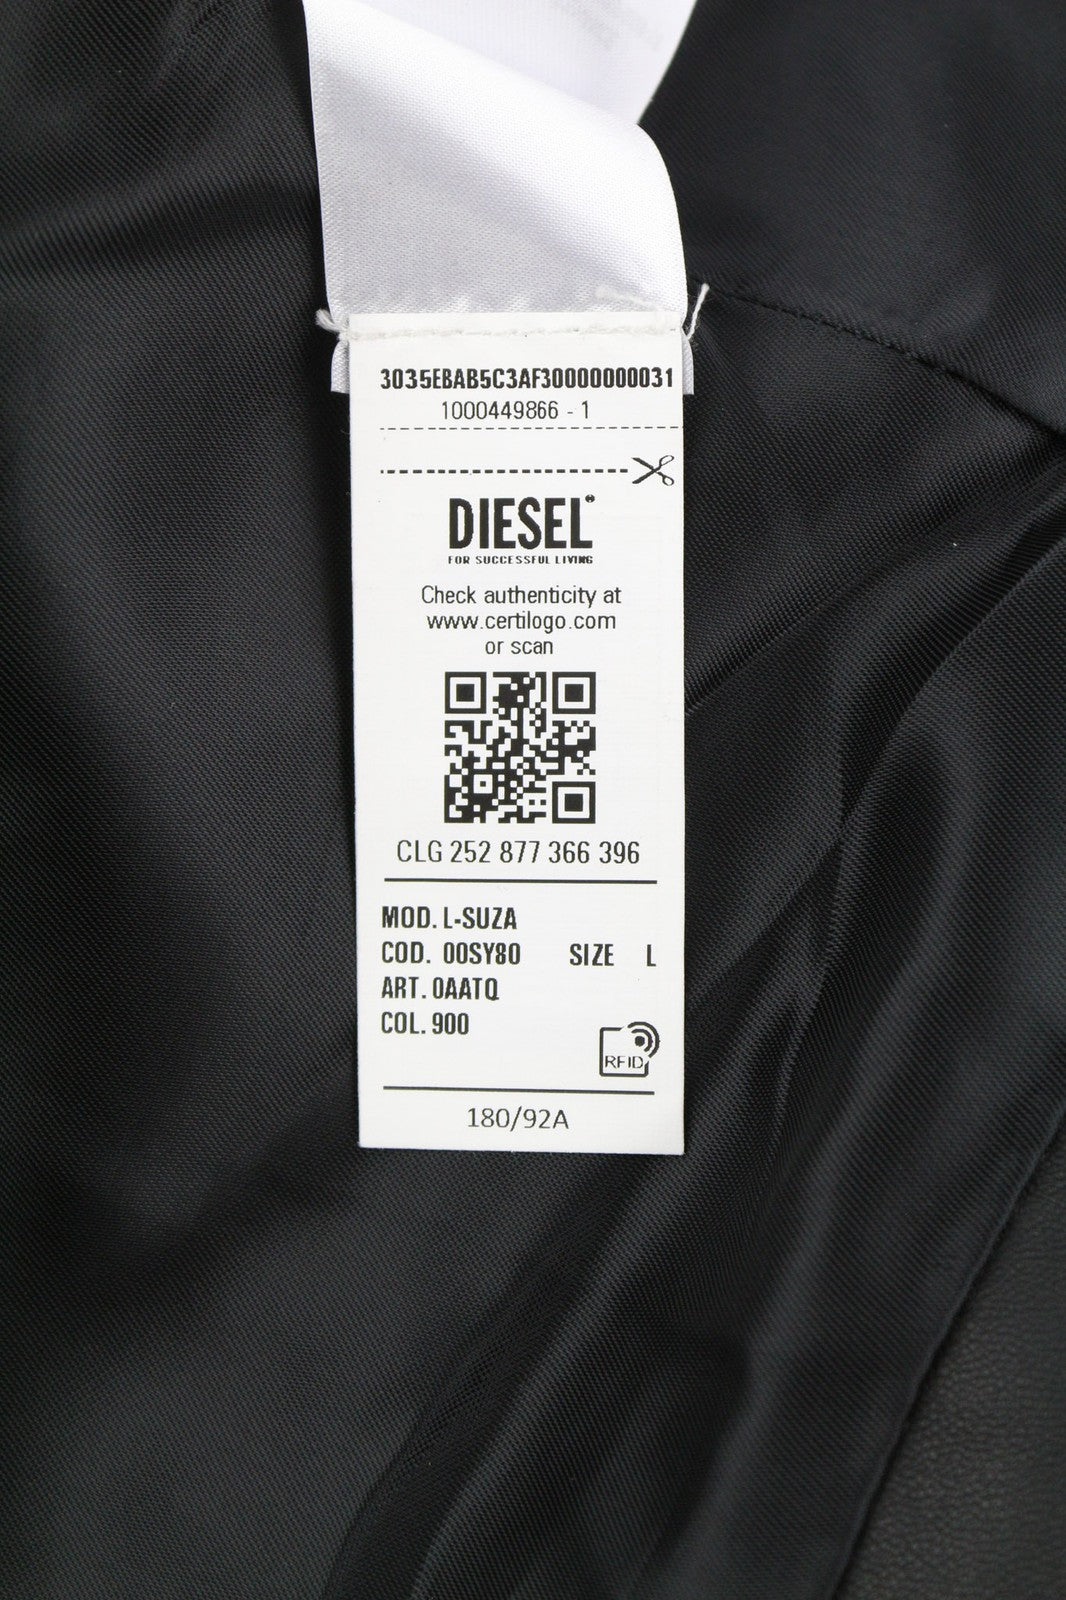 3035EBAB5C3AF30000000031
1000449866 - 1
DIESEL
FOR SUCCESSFUL LIVING
Check authenticity at
www.certilogo.com
or scan
CLG 252 877 366 396
MOD. L-SUZA
COD. 00SY80 SIZE L
ART. 0AATQ
COL. 900
RFID
180/92A